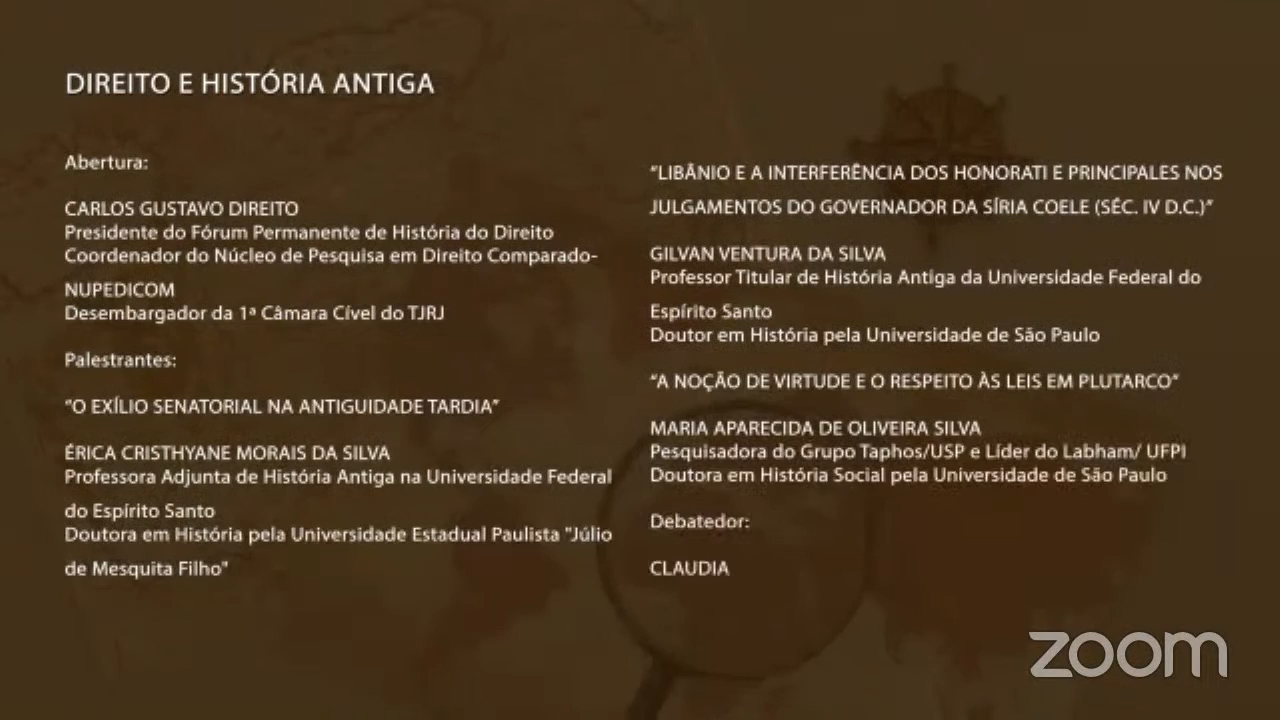 DIREITO E HISTÓRIA ANTIGA
Abertura:
CARLOS GUSTAVO DIREITO
Presidente do Fórum Permanente de História do Direito
Coordenador do Núcleo de Pesquisa em Direito Comparado-
NUPEDICOM
Desembargador da 1ª Câmara Cível do TJRJ
Palestrantes:
“O EXÍLIO SENATORIAL NA ANTIGUIDADE TARDIA”
ÉRICA CRISTHYANE MORAIS DA SILVA
Professora Adjunta de História Antiga na Universidade Federal
do Espírito Santo
Doutora em História pela Universidade Estadual Paulista "Júlio
de Mesquita Filho"
“LIBÂNIO E A INTERFERÊNCIA DOS HONORATI E PRINCIPALES NOS
JULGAMENTOS DO GOVERNADOR DA SÍRIA COELE (SÉC. IV D.C.)”
GILVAN VENTURA DA SILVA
Professor Titular de História Antiga da Universidade Federal do
Espírito Santo
Doutor em História pela Universidade de São Paulo
“A NOÇÃO DE VIRTUDE E O RESPEITO ÀS LEIS EM PLUTARCO”
MARIA APARECIDA DE OLIVEIRA SILVA
Pesquisadora do Grupo Taphos/USP e Líder do Labham/ UFPI
Doutora em História Social pela Universidade de São Paulo
Debatedor:
CLAUDIA
zoom